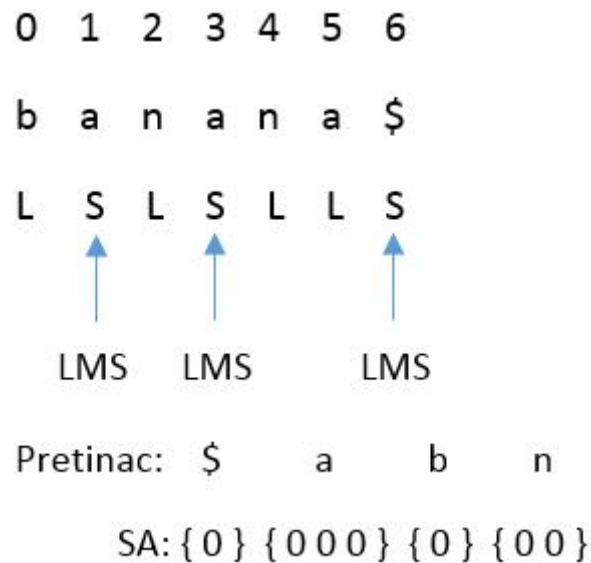 0 1 2 3 4 5 6
b a n a n a $
L S L S L L S
LMS LMS LMS
Pretinac: $ a b n
SA: { 0 } { 0 0 0 } { 0 } { 0 0 }